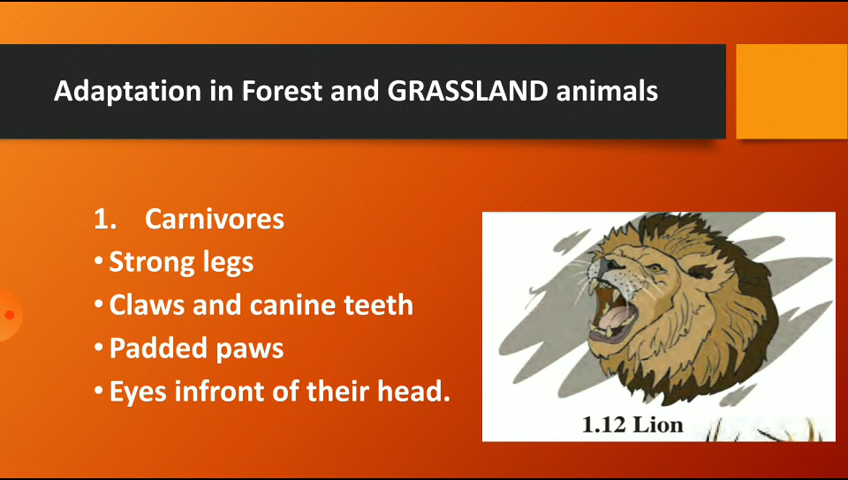 Adaptation in Forest and GRASSLAND animals
1. Carnivores
• Strong legs
• Claws and canine teeth
• Padded paws
• Eyes infront of their head.
1.12 Lion